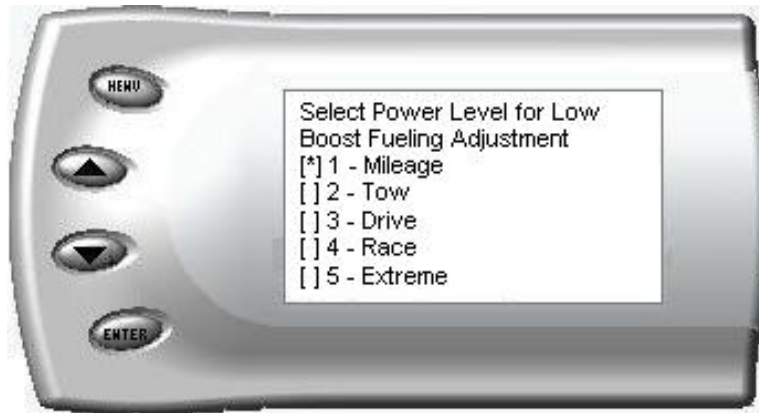 MENU
Select Power Level for Low
Boost Fueling Adjustment
[*] 1 - Mileage
[ ] 2 - Tow
[ ] 3 - Drive
[ ] 4 - Race
[ ] 5 - Extreme
ENTER